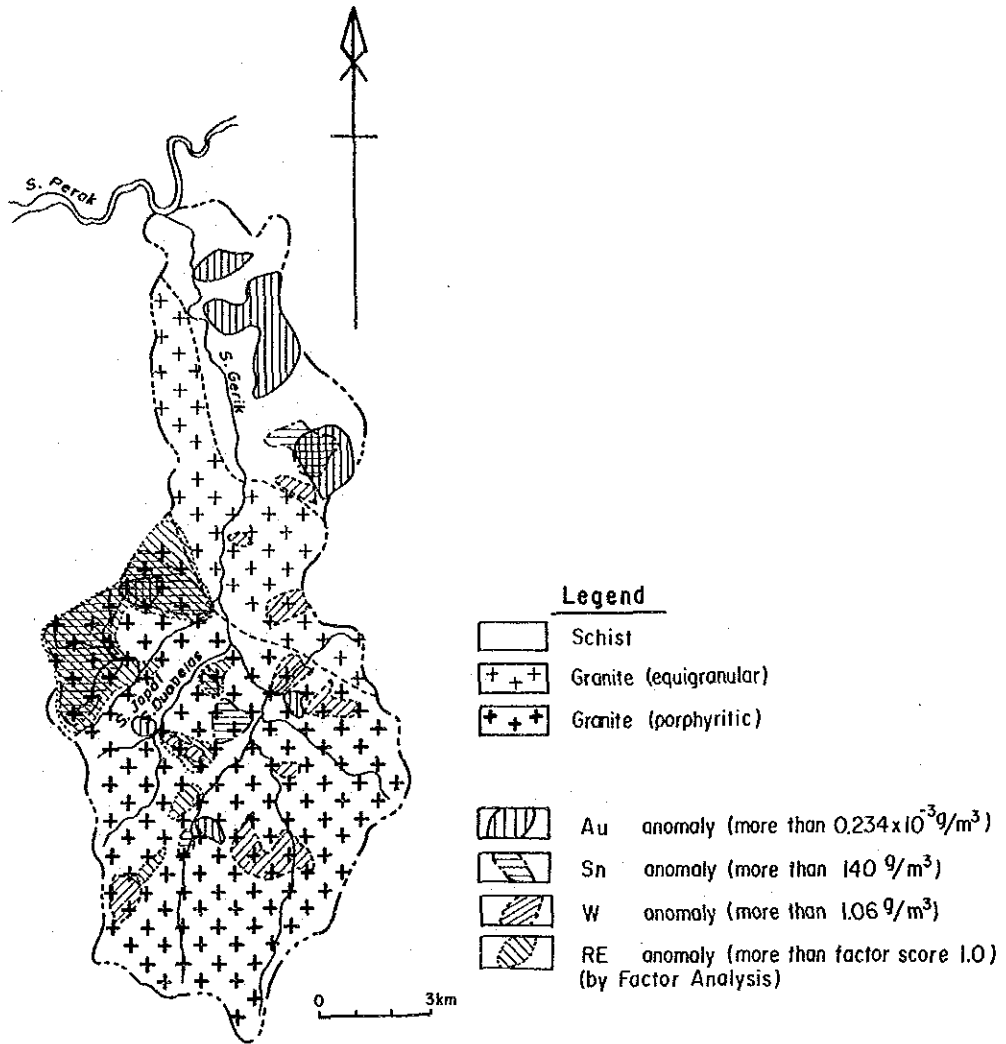 S. Perak
S. Gerik
S. Jopai
Legend
Schist
Granite (equigranular)
Granite (porphyritic)
Au anomaly (more than 0.234x10⁻³g/m³)
Sn anomaly (more than 140 g/m³)
W anomaly (more than 1.06 g/m³)
RE anomaly (more than factor score 1.0)
(by Factor Analysis)
0 3km